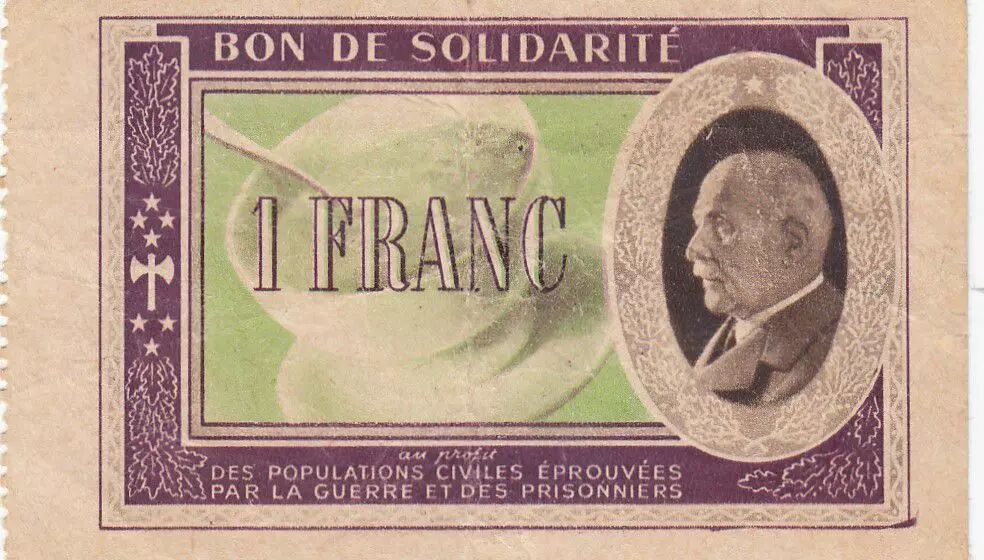 BON DE SOLIDARITÉ
1 FRANC
au profit
DES POPULATIONS CIVILES ÉPROUVÉES
PAR LA GUERRE ET DES PRISONNIERS